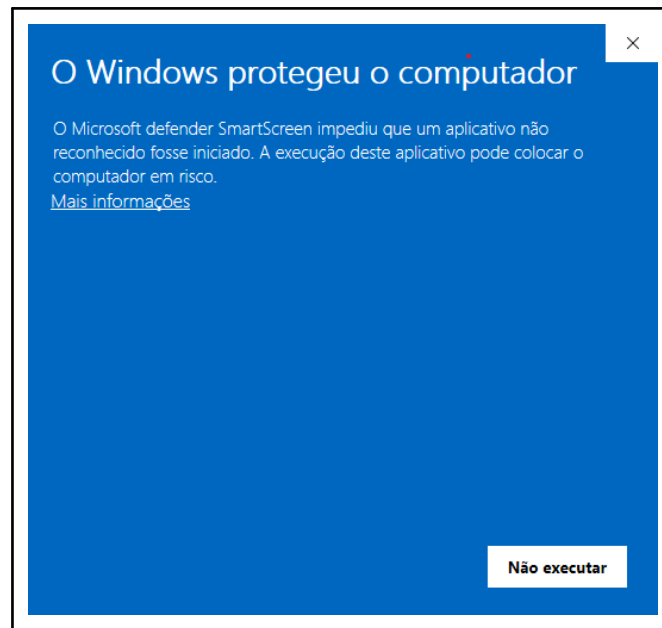 O Windows protegeu o computador
O Microsoft defender SmartScreen impediu que um aplicativo não
reconhecido fosse iniciado. A execução deste aplicativo pode colocar o
computador em risco.
Mais informações
Não executar